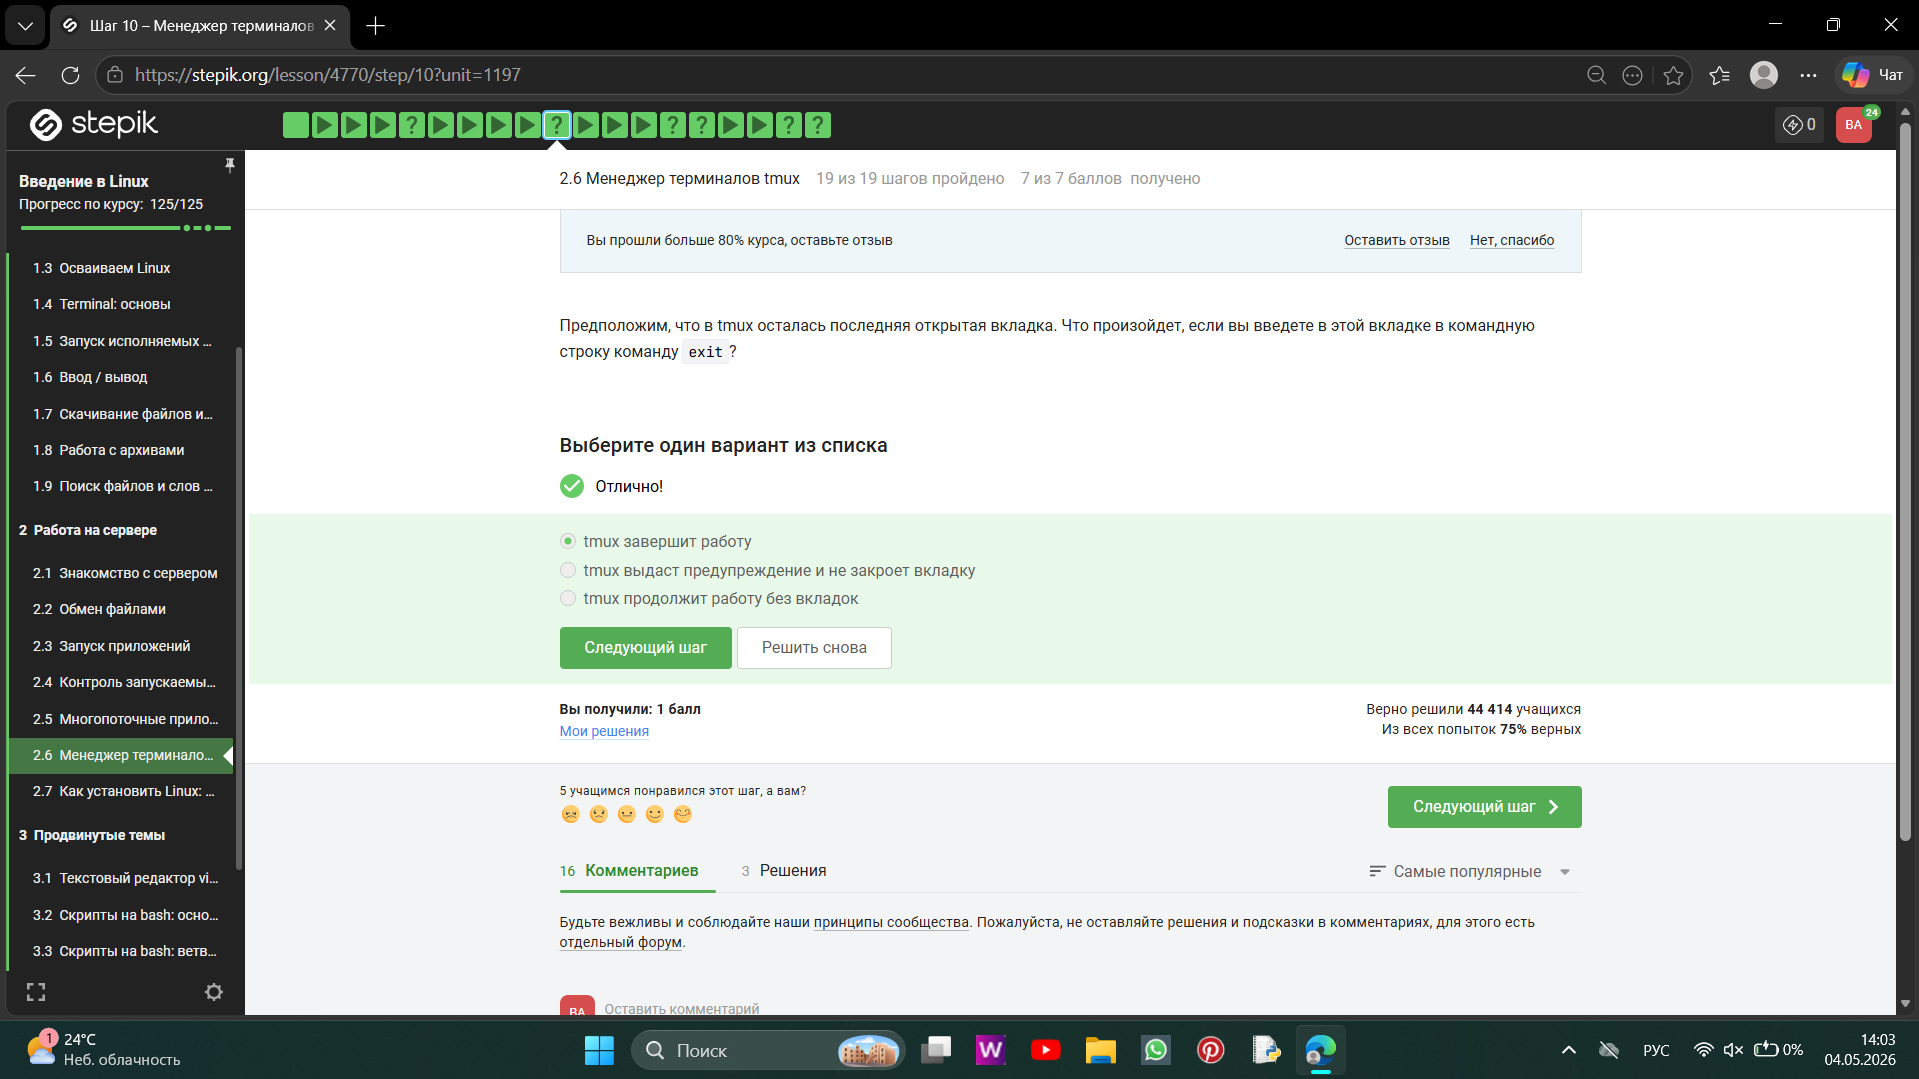 Шаг 10 – Менеджер терминалов
https://stepik.org/lesson/4770/step/10?unit=1197
Чат
stepik
0
ВА
24
Введение в Linux
Прогресс по курсу: 125/125
1.3 Осваиваем Linux
1.4 Terminal: основы
1.5 Запуск исполняемых ...
1.6 Ввод / вывод
1.7 Скачивание файлов и...
1.8 Работа с архивами
1.9 Поиск файлов и слов ...
2 Работа на сервере
2.1 Знакомство с сервером
2.2 Обмен файлами
2.3 Запуск приложений
2.4 Контроль запускаемы...
2.5 Многопоточные прило...
2.6 Менеджер терминало...
2.7 Как установить Linux: ...
3 Продвинутые темы
3.1 Текстовый редактор vi...
3.2 Скрипты на bash: осно...
3.3 Скрипты на bash: ветв...
2.6 Менеджер терминалов tmux 19 из 19 шагов пройдено 7 из 7 баллов получено
Вы прошли больше 80% курса, оставьте отзыв
Оставить отзыв Нет, спасибо
Предположим, что в tmux осталась последняя открытая вкладка. Что произойдет, если вы введете в этой вкладке в командную
строку команду exit ?
Выберите один вариант из списка
Отлично!
tmux завершит работу
tmux выдаст предупреждение и не закроет вкладку
tmux продолжит работу без вкладок
Следующий шаг Решить снова
Вы получили: 1 балл
Мои решения
Верно решили 44 414 учащихся
Из всех попыток 75% верных
5 учащимся понравился этот шаг, а вам?
Следующий шаг
16 Комментариев 3 Решения
Самые популярные
Будьте вежливы и соблюдайте наши принципы сообщества. Пожалуйста, не оставляйте решения и подсказки в комментариях, для этого есть
отдельный форум.
ВА Оставить комментарий
1
24°C
Неб. облачность
Поиск
W
РУС
0%
14:03
04.05.2026